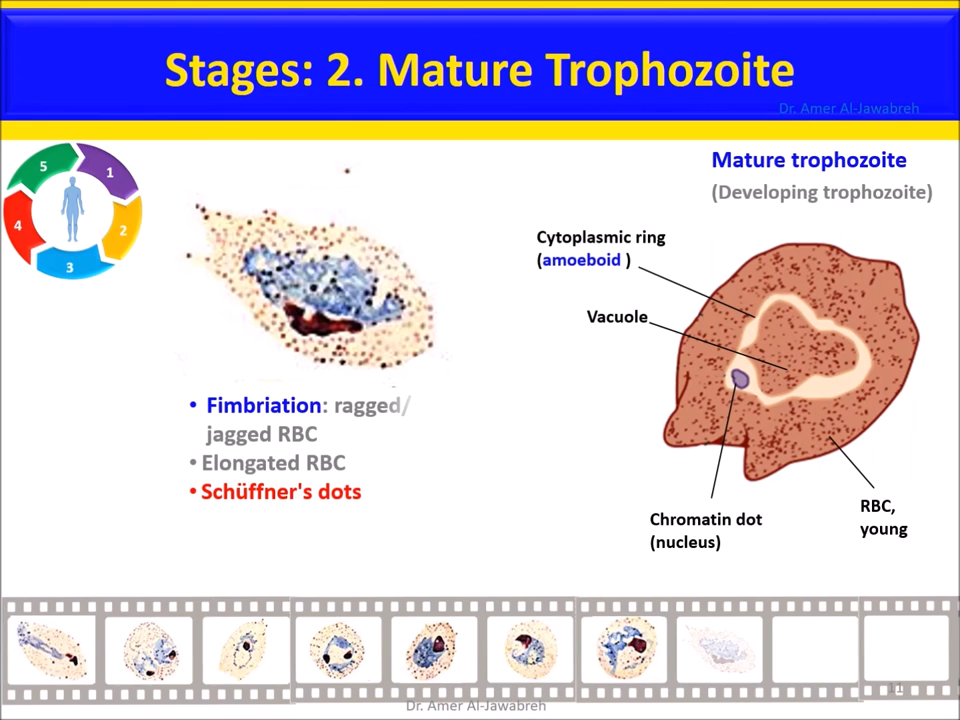 Stages: 2. Mature Trophozoite
Dr. Amer Al-Jawabreh
5
1
4
2
3
Mature trophozoite
(Developing trophozoite)
Cytoplasmic ring
(amoeboid )
Vacuole
• Fimbriation: ragged/
jagged RBC
• Elongated RBC
• Schüffner's dots
Chromatin dot
(nucleus)
RBC,
young
11
Dr. Amer Al-Jawabreh